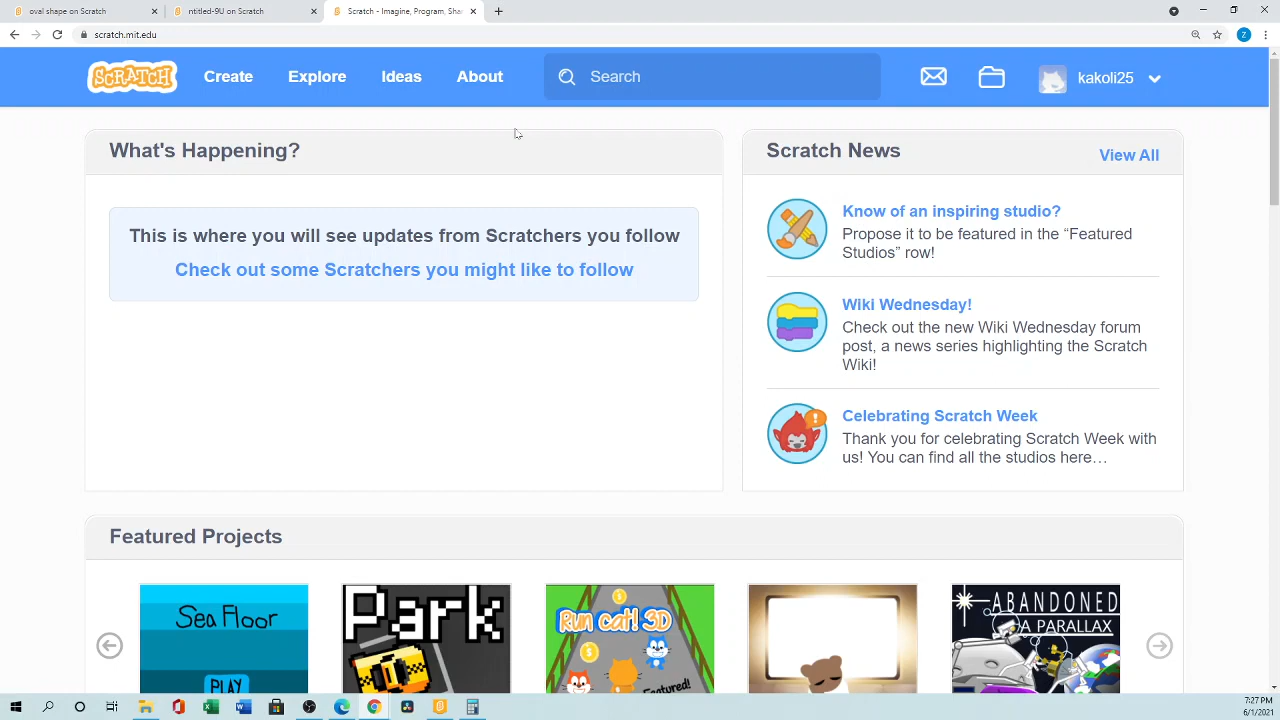 oval shape on Scratch
ntitled-9U on Scratch
Scratch - Imagine, Program, Sha
scratch.mit.edu
Z
SCRATCH
Create
Explore
Ideas
About
Search
kakoli25
What's Happening?
This is where you will see updates from Scratchers you follow
Check out some Scratchers you might like to follow
Scratch News
View All
Know of an inspiring studio?
Propose it to be featured in the “Featured
Studios” row!
Wiki Wednesday!
Check out the new Wiki Wednesday forum
post, a news series highlighting the Scratch
Wiki!
Celebrating Scratch Week
Thank you for celebrating Scratch Week with
us! You can find all the studios here…
Featured Projects
Sea Floor
PLAY
Park
Run cat! 3D
Featured!
ABANDONED
A PARALLAX
7:27 PM
6/1/2021